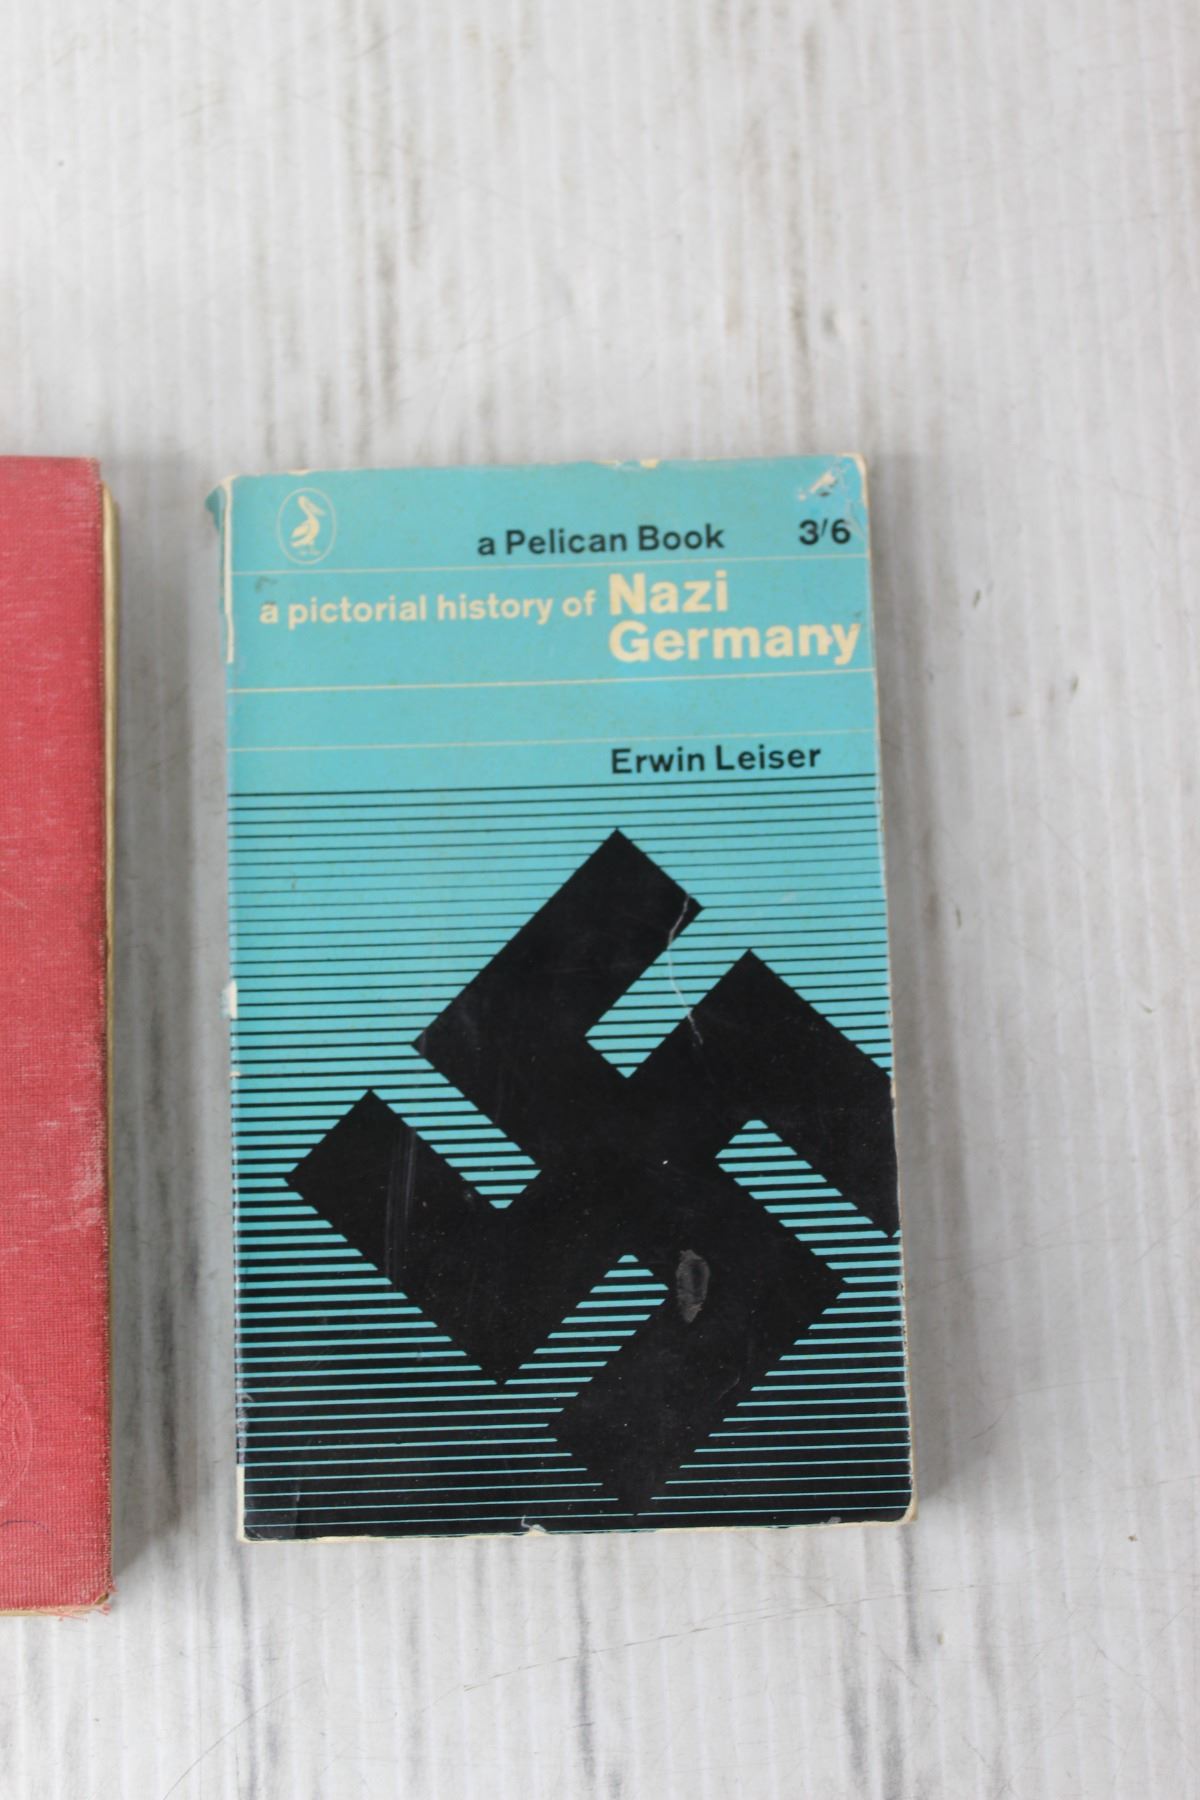 a Pelican Book 3/6
a pictorial history of Nazi
Germany
Erwin Leiser